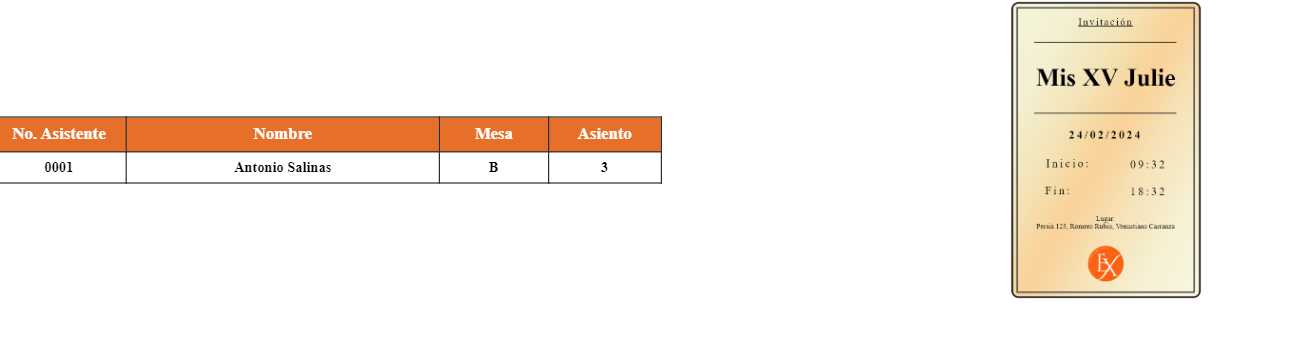 No. Asistente Nombre Mesa Asiento
0001 Antonio Salinas B 3
Invitación
Mis XV Julie
24/02/2024
Inicio: 09:32
Fin: 18:32
Lugar:
Persia 123, Romero Rubio, Venustiano Carranza
EX